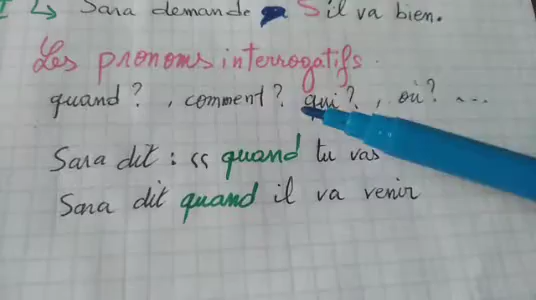 ↳ Sara demande S'il va bien.
Les pronoms interrogatifs.
quand ? , comment ? qui ? , où ? ...
Sara dit : << quand tu vas
Sara dit quand il va venir